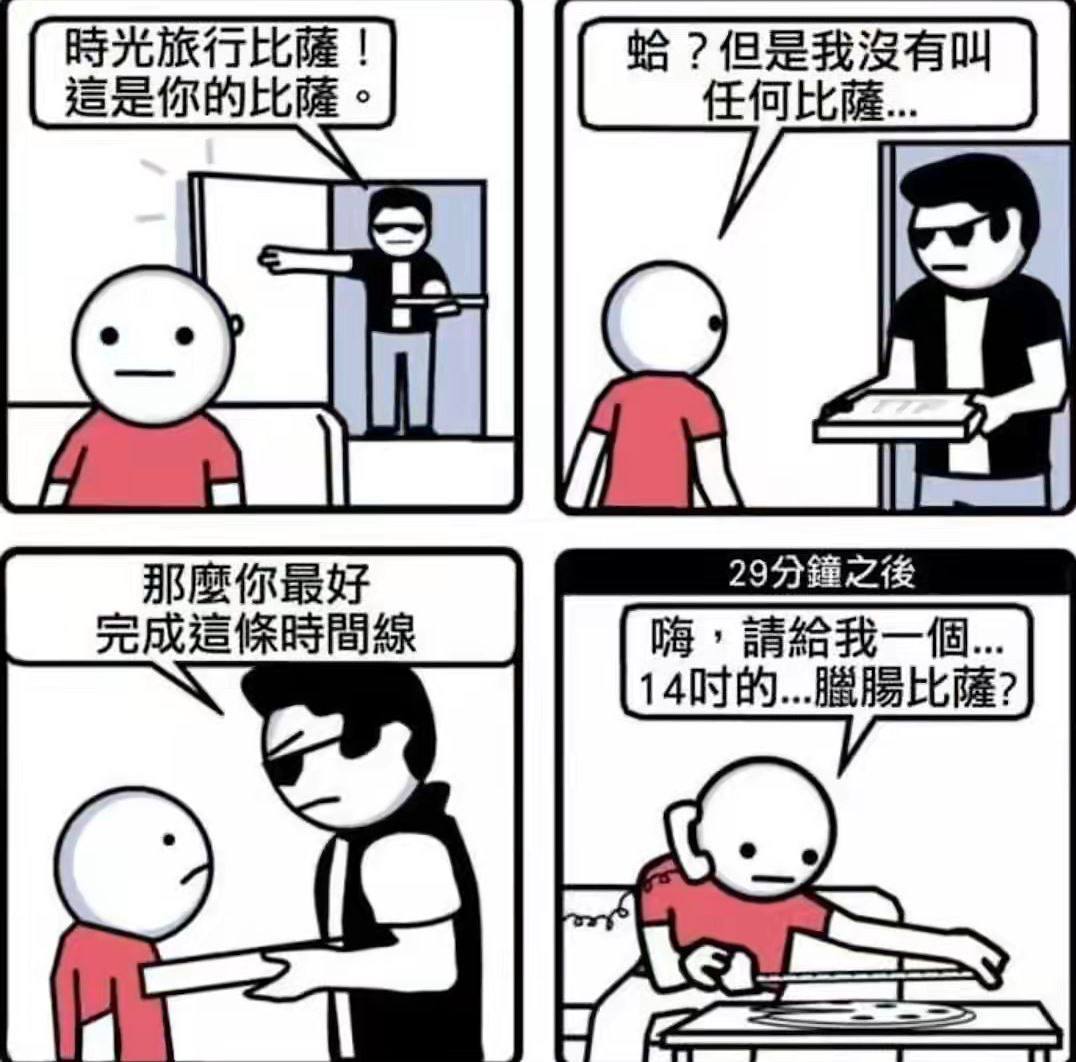 時光旅行比薩！
這是你的比薩。
蛤？但是我沒有叫
任何比薩...
TTP
那麼你最好
完成這條時間線
29分鐘之後
嗨，請給我一個...
14吋的...臘腸比薩?